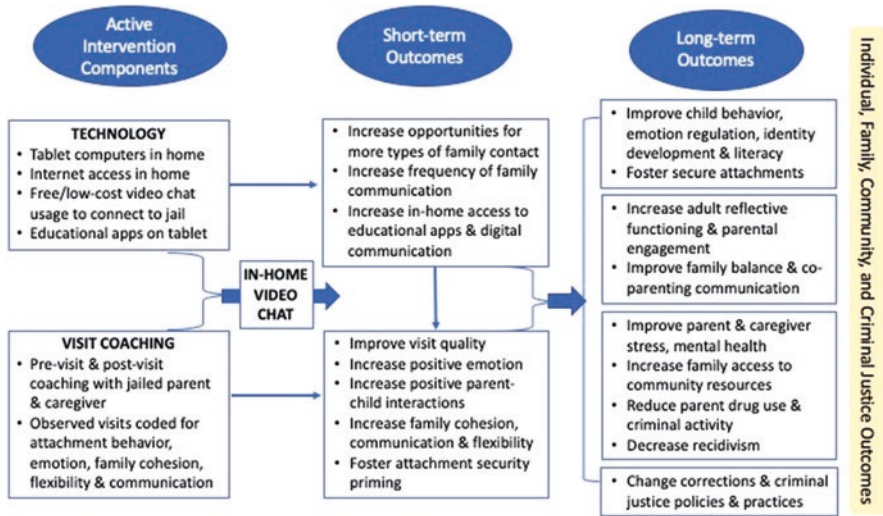 Active
Intervention
Components
Short-term
Outcomes
Long-term
Outcomes
TECHNOLOGY
• Tablet computers in home
• Internet access in home
• Free/low-cost video chat
usage to connect to jail
• Educational apps on tablet
VISIT COACHING
• Pre-visit & post-visit
coaching with jailed parent
& caregiver
• Observed visits coded for
attachment behavior,
emotion, family cohesion,
flexibility & communication
IN-HOME
VIDEO
CHAT
• Increase opportunities for
more types of family contact
• Increase frequency of family
communication
• Increase in-home access to
educational apps & digital
communication
• Improve visit quality
• Increase positive emotion
• Increase positive parent-
child interactions
• Increase family cohesion,
communication & flexibility
• Foster attachment security
priming
• Improve child behavior,
emotion regulation, identity
development & literacy
• Foster secure attachments
• Increase adult reflective
functioning & parental
engagement
• Improve family balance & co-
parenting communication
• Improve parent & caregiver
stress, mental health
• Increase family access to
community resources
• Reduce parent drug use &
criminal activity
• Decrease recidivism
• Change corrections & criminal
justice policies & practices
Individual, Family, Community, and Criminal Justice Outcomes